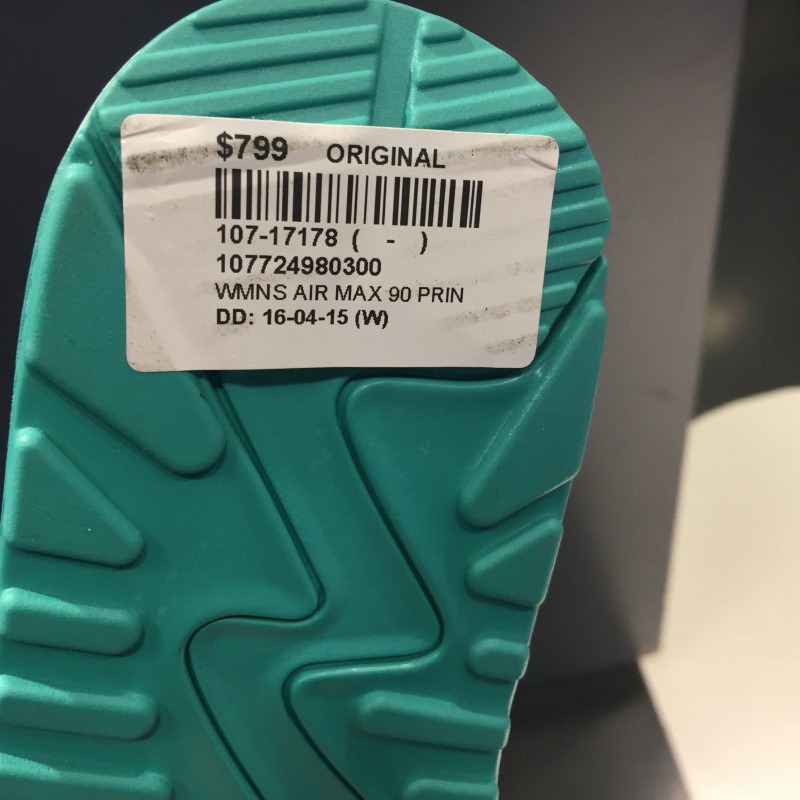 $799 ORIGINAL
107-17178 ( - )
107724980300
WMNS AIR MAX 90 PRIN
DD: 16-04-15 (W)